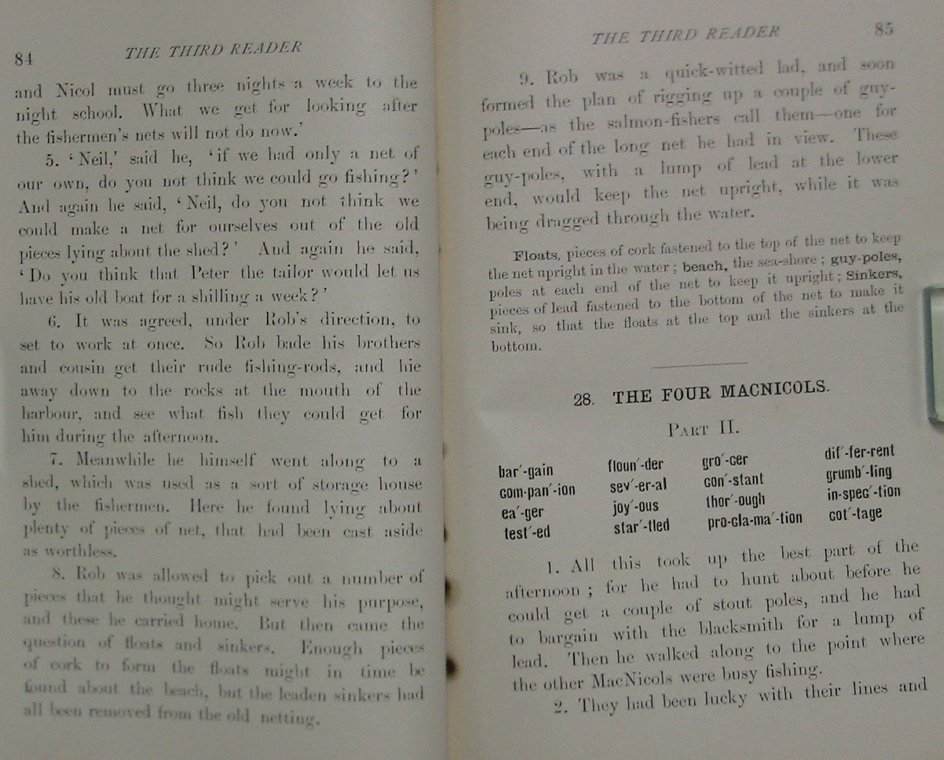 84
THE THIRD READER
and Nicol must go three nights a week to the
night school. What we get for looking after
the fishermen's nets will not do now.'
5. 'Neil,' said he, 'if we had only a net of
our own, do you not think we could go fishing?'
And again he said, 'Neil, do you not think we
could make a net for ourselves out of the old
pieces lying about the shed?' And again he said,
'Do you think that Peter the tailor would let us
have his old boat for a shilling a week?'
6. It was agreed, under Rob's direction, to
set to work at once. So Rob bade his brothers
and cousin get their rude fishing-rods, and hie
away down to the rocks at the mouth of the
harbour, and see what fish they could get for
him during the afternoon.
7. Meanwhile he himself went along to a
shed, which was used as a sort of storage house
by the fishermen. Here he found lying about
plenty of pieces of net, that had been cast aside
as worthless.
8. Rob was allowed to pick out a number of
pieces that he thought might serve his purpose,
and these he carried home. But then came the
question of floats and sinkers. Enough pieces
of cork to form the floats might in time be
found about the beach, but the leaden sinkers had
all been removed from the old netting.
THE THIRD READER
85
9. Rob was a quick-witted lad, and soon
formed the plan of rigging up a couple of guy-
poles—as the salmon-fishers call them—one for
each end of the long net he had in view. These
guy-poles, with a lump of lead at the lower
end, would keep the net upright, while it was
being dragged through the water.
Floats, pieces of cork fastened to the top of the net to keep
the net upright in the water; beach, the sea-shore; guy-poles,
poles at each end of the net to keep it upright; Sinkers,
pieces of lead fastened to the bottom of the net to make it
sink, so that the floats at the top and the sinkers at the
bottom.
28. THE FOUR MACNICOLS.
PART II.
bar'-gain floun'-der gro'-cer dif'-fer-rent
com-pan'-ion sev'-er-al con'-stant grumb'-ling
ea'-ger joy'-ous thor'-ough in-spec'-tion
test'-ed star'-tled pro-cla-ma'-tion cot'-tage
1. All this took up the best part of the
afternoon; for he had to hunt about before he
could get a couple of stout poles, and he had
to bargain with the blacksmith for a lump of
lead. Then he walked along to the point where
the other MacNicols were busy fishing.
2. They had been lucky with their lines and